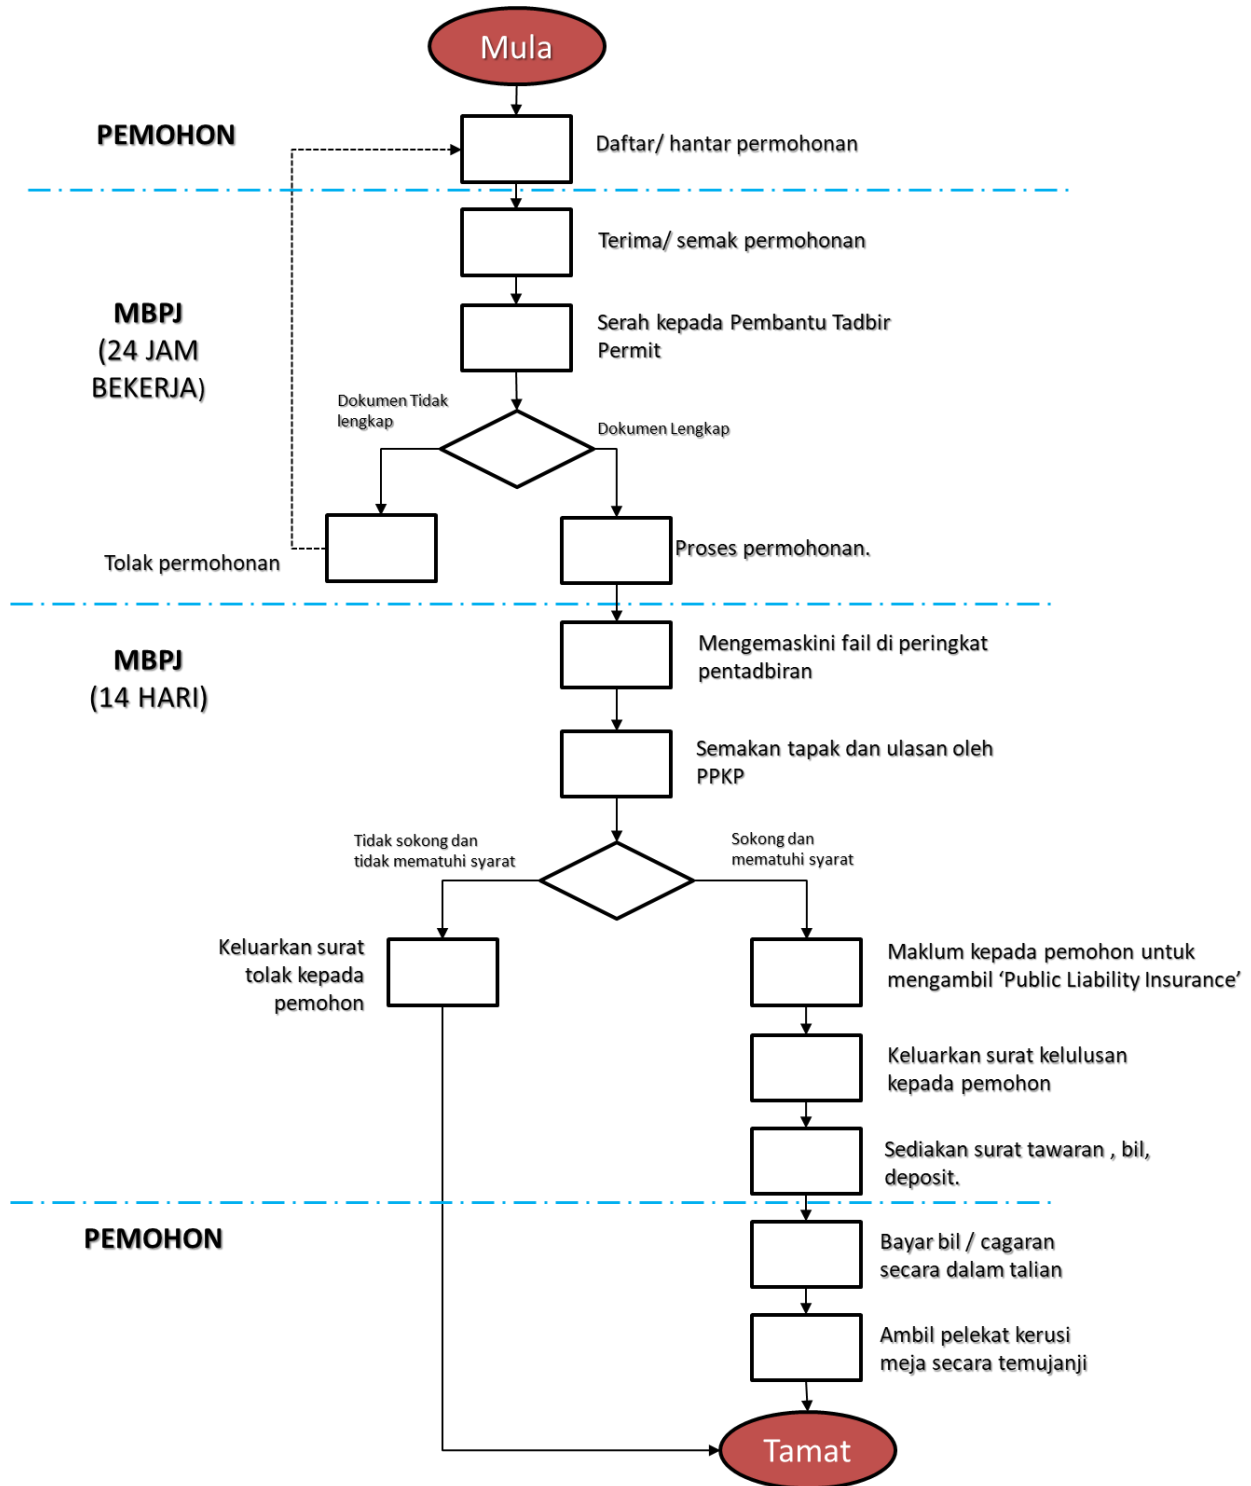 Mula
PEMOHON
Daftar/ hantar permohonan
Terima/ semak permohonan
MBPJ
(24 JAM
BEKERJA)
Serah kepada Pembantu Tadbir
Permit
Dokumen Tidak
lengkap
Dokumen Lengkap
Tolak permohonan
Proses permohonan.
MBPJ
(14 HARI)
Mengemaskini fail di peringkat
pentadbiran
Semakan tapak dan ulasan oleh
PPKP
Tidak sokong dan
tidak mematuhi syarat
Sokong dan
mematuhi syarat
Keluarkan surat
tolak kepada
pemohon
Maklum kepada pemohon untuk
mengambil ‘Public Liability Insurance’
Keluarkan surat kelulusan
kepada pemohon
Sediakan surat tawaran , bil,
deposit.
PEMOHON
Bayar bil / cagaran
secara dalam talian
Ambil pelekat kerusi
meja secara temujanji
Tamat